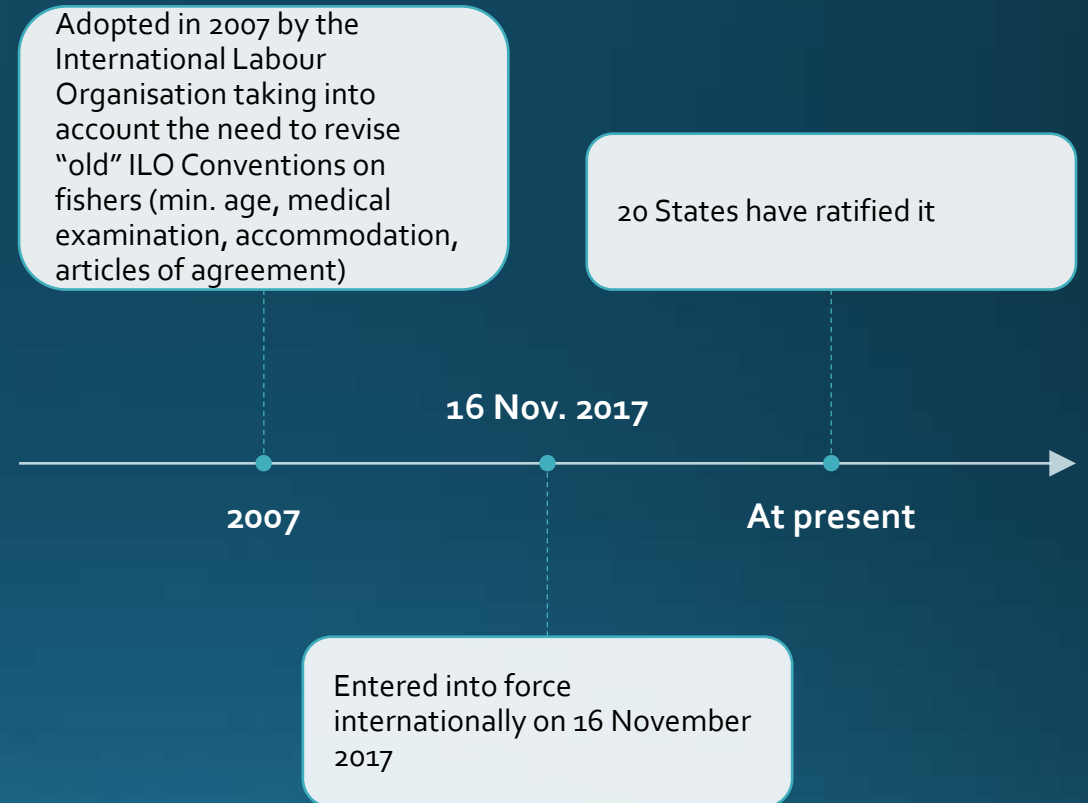 Adopted in 2007 by the
International Labour
Organisation taking into
account the need to revise
“old” ILO Conventions on
fishers (min. age, medical
examination, accommodation,
articles of agreement)
20 States have ratified it
16 Nov. 2017
2007
At present
Entered into force
internationally on 16 November
2017